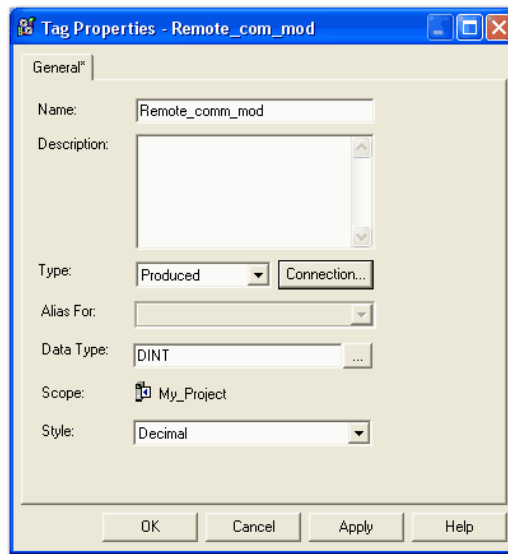 Tag Properties - Remote_com_mod
General*
Name: Remote_comm_mod
Description:
Type: Produced Connection...
Alias For:
Data Type: DINT ...
Scope: My_Project
Style: Decimal
OK Cancel Apply Help